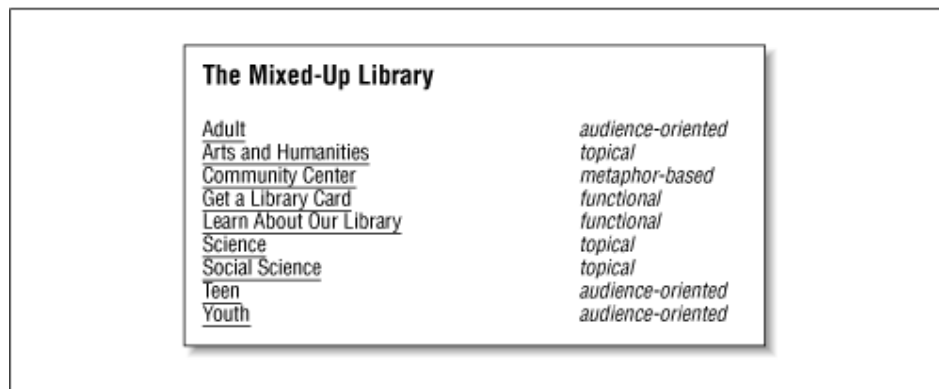 The Mixed-Up Library
Adult audience-oriented
Arts and Humanities topical
Community Center metaphor-based
Get a Library Card functional
Learn About Our Library functional
Science topical
Social Science topical
Teen audience-oriented
Youth audience-oriented